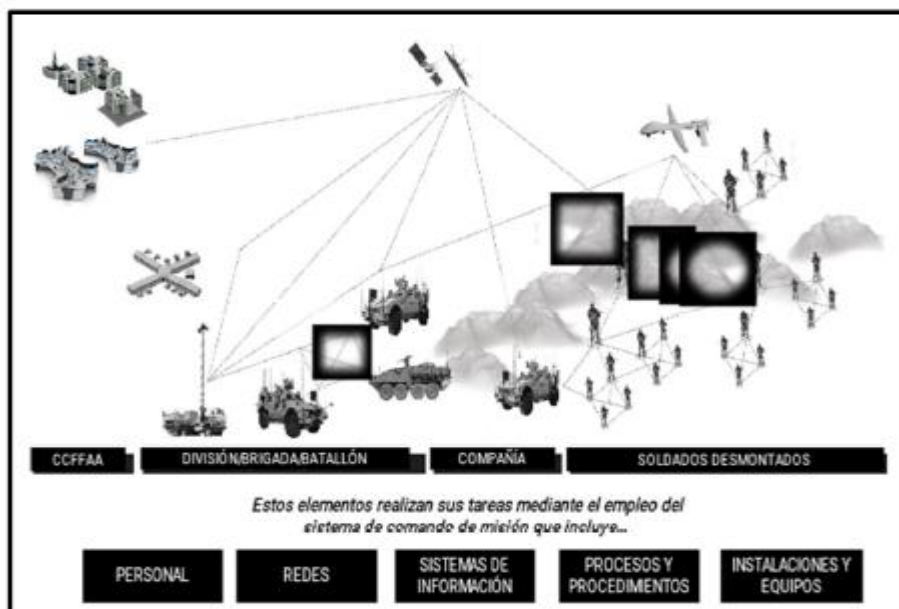 CCFFAA
DIVISIÓN/BRIGADA/BATALLÓN
COMPAÑÍA
SOLDADOS DESMONTADOS
Estos elementos realizan sus tareas mediante el empleo del
sistema de comando de misión que incluye...
PERSONAL
REDES
SISTEMAS DE
INFORMACIÓN
PROCESOS Y
PROCEDIMIENTOS
INSTALACIONES Y
EQUIPOS